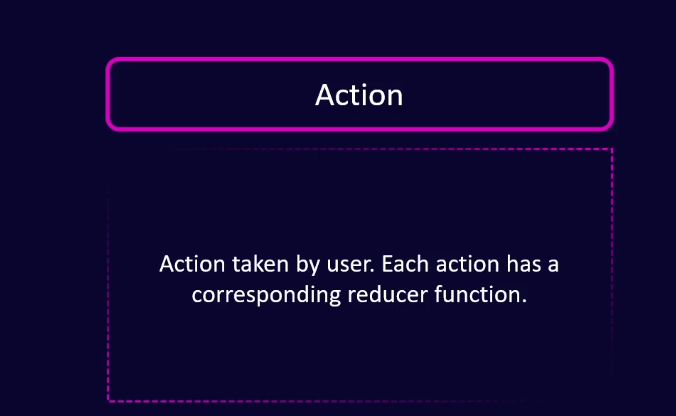 Action
Action taken by user. Each action has a
corresponding reducer function.